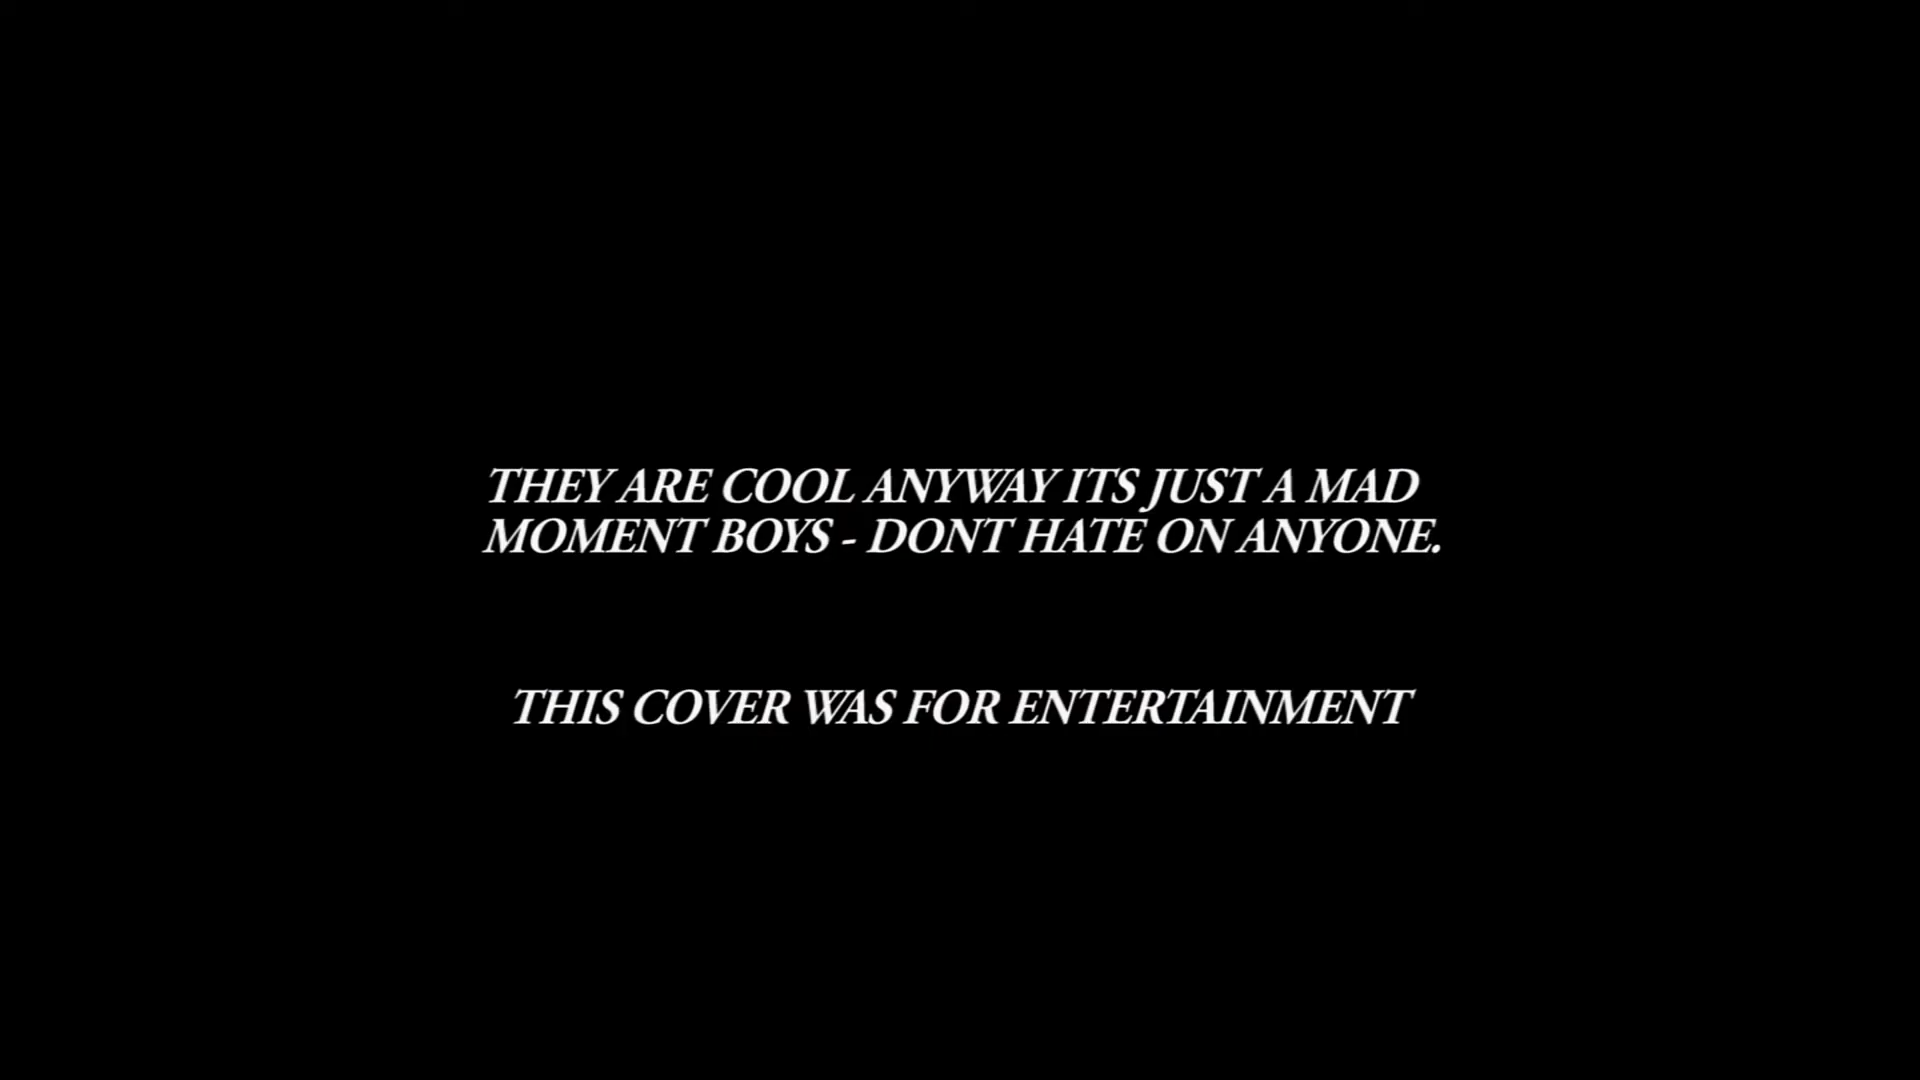 THEY ARE COOL ANYWAY ITS JUST A MAD
MOMENT BOYS - DONT HATE ON ANYONE.
THIS COVER WAS FOR ENTERTAINMENT